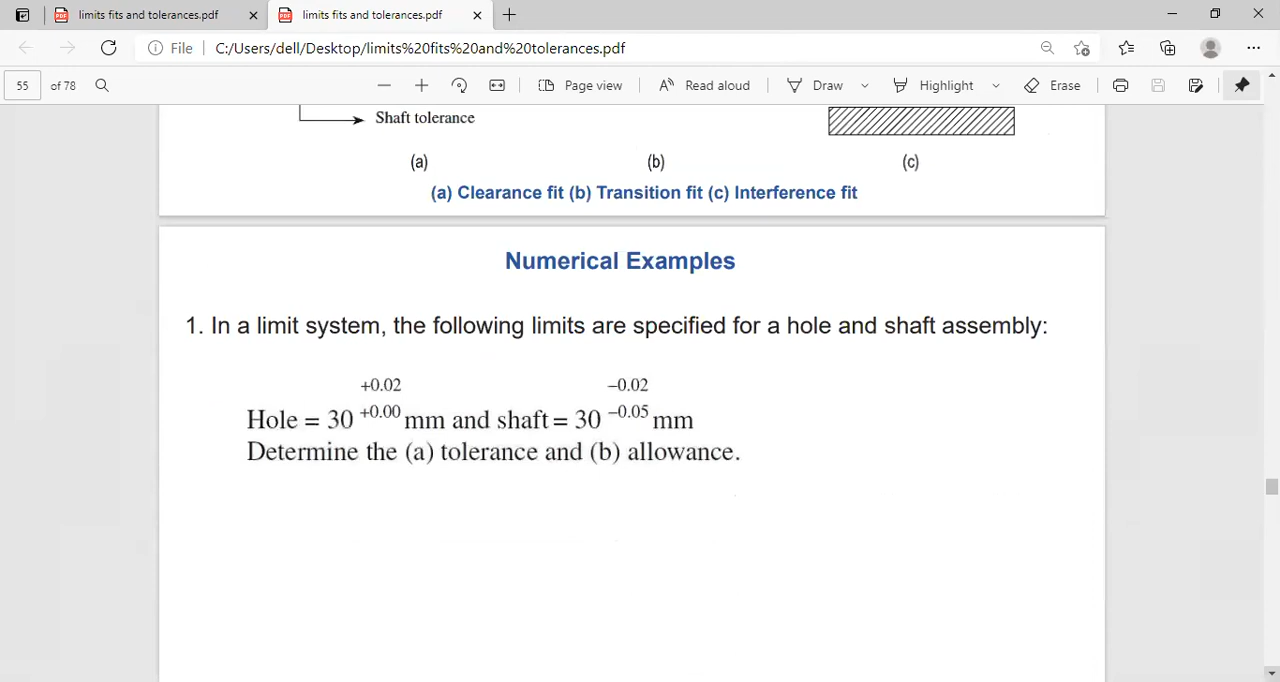 limits fits and tolerances.pdf
limits fits and tolerances.pdf
File
C:/Users/dell/Desktop/limits%20fits%20and%20tolerances.pdf
55 of 78
Page view
Read aloud
Draw
Highlight
Erase
Shaft tolerance
(a) (b) (c)
(a) Clearance fit (b) Transition fit (c) Interference fit
Numerical Examples
1. In a limit system, the following limits are specified for a hole and shaft assembly:
+0.02 –0.02
Hole = 30 +0.00 mm and shaft = 30 –0.05 mm
Determine the (a) tolerance and (b) allowance.